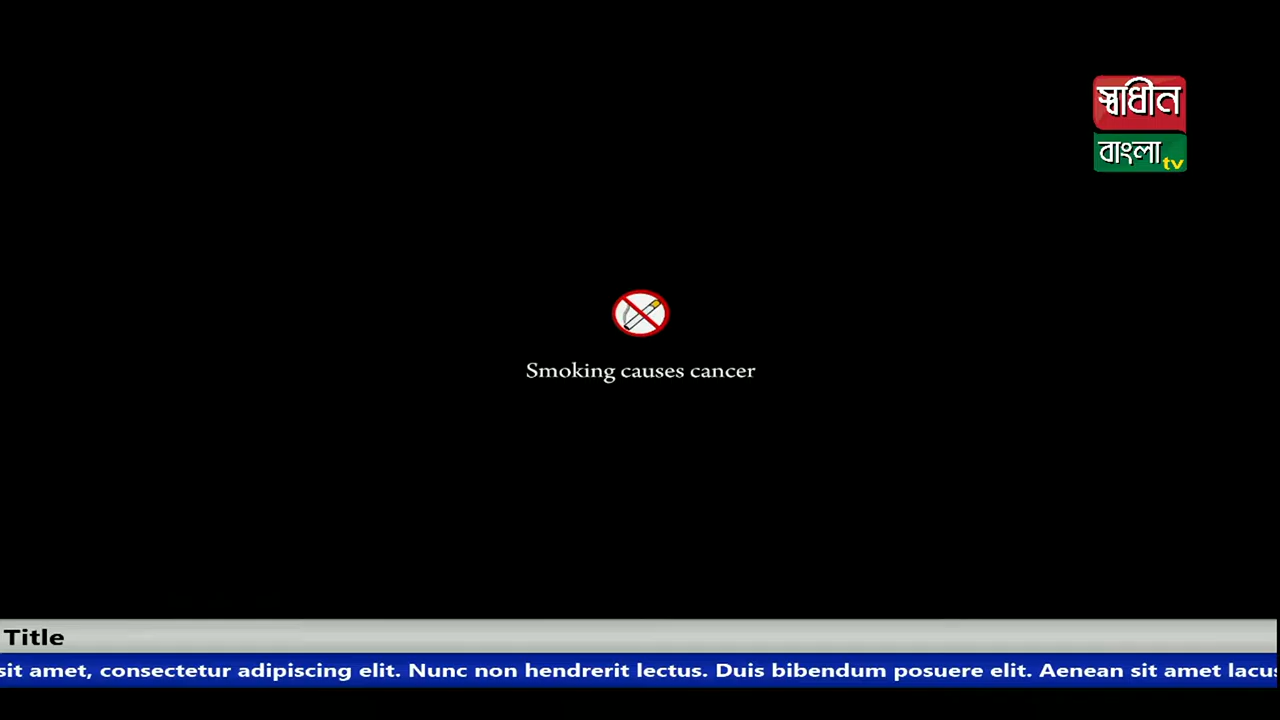 স্বাধীন
বাংলা
tv
Smoking causes cancer
Title
sit amet, consectetur adipiscing elit. Nunc non hendrerit lectus. Duis bibendum posuere elit. Aenean sit amet lacus